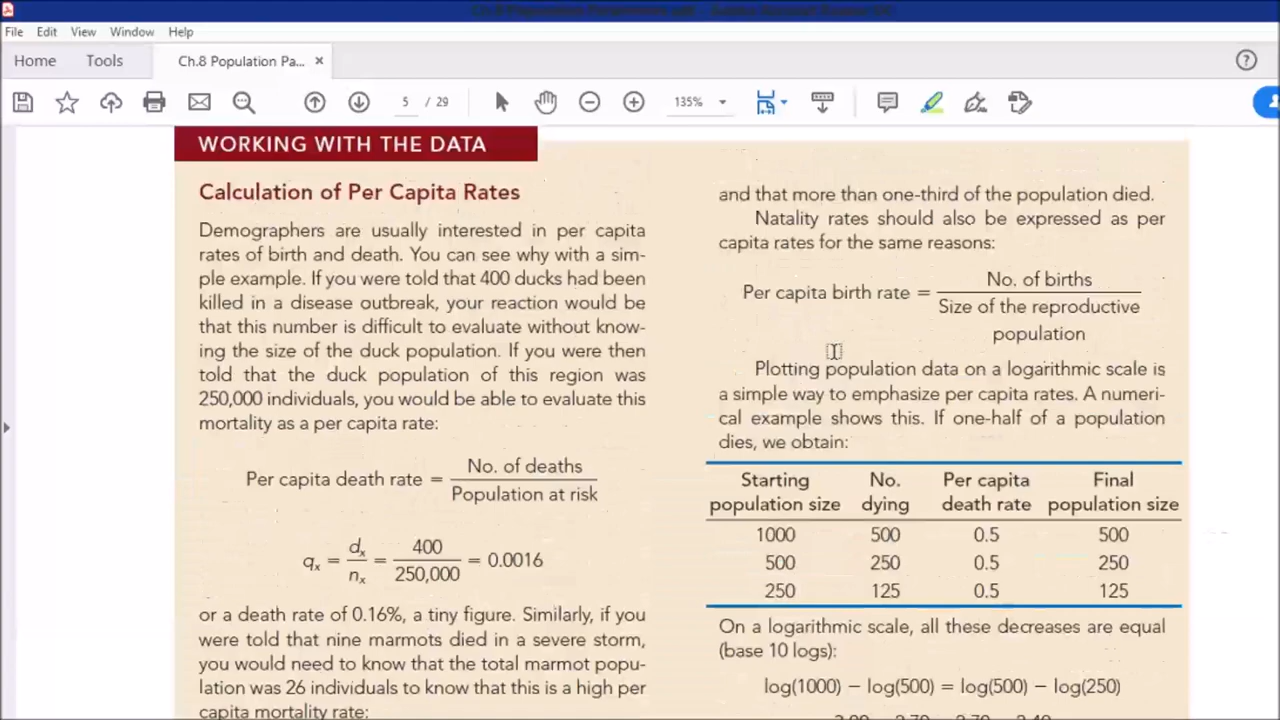 File Edit View Window Help
Home Tools Ch.8 Population Pa... ×
5 / 29 135%
WORKING WITH THE DATA
Calculation of Per Capita Rates
Demographers are usually interested in per capita
rates of birth and death. You can see why with a sim-
ple example. If you were told that 400 ducks had been
killed in a disease outbreak, your reaction would be
that this number is difficult to evaluate without know-
ing the size of the duck population. If you were then
told that the duck population of this region was
250,000 individuals, you would be able to evaluate this
mortality as a per capita rate:
Per capita death rate = No. of deaths
Population at risk
qx = dx/nx = 400/250,000 = 0.0016
or a death rate of 0.16%, a tiny figure. Similarly, if you
were told that nine marmots died in a severe storm,
you would need to know that the total marmot popu-
lation was 26 individuals to know that this is a high per
capita mortality rate:
and that more than one-third of the population died.
Natality rates should also be expressed as per
capita rates for the same reasons:
Per capita birth rate = No. of births
Size of the reproductive
population
Plotting population data on a logarithmic scale is
a simple way to emphasize per capita rates. A numeri-
cal example shows this. If one-half of a population
dies, we obtain:
Starting No. Per capita Final
population size dying death rate population size
1000 500 0.5 500
500 250 0.5 250
250 125 0.5 125
On a logarithmic scale, all these decreases are equal
(base 10 logs):
log(1000) − log(500) = log(500) − log(250)